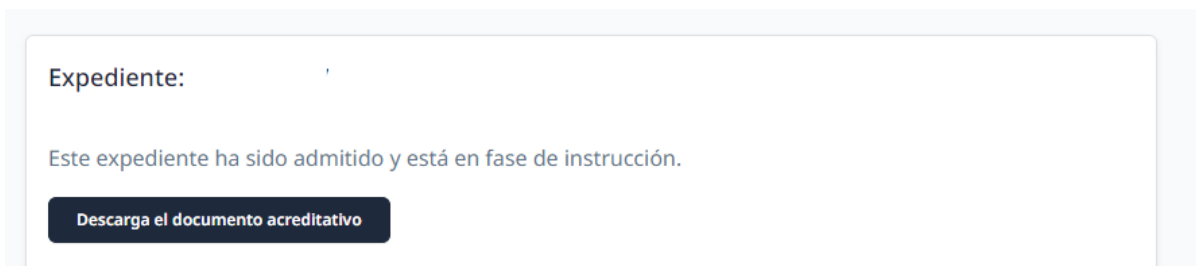 Expediente:
Este expediente ha sido admitido y está en fase de instrucción.
Descarga el documento acreditativo